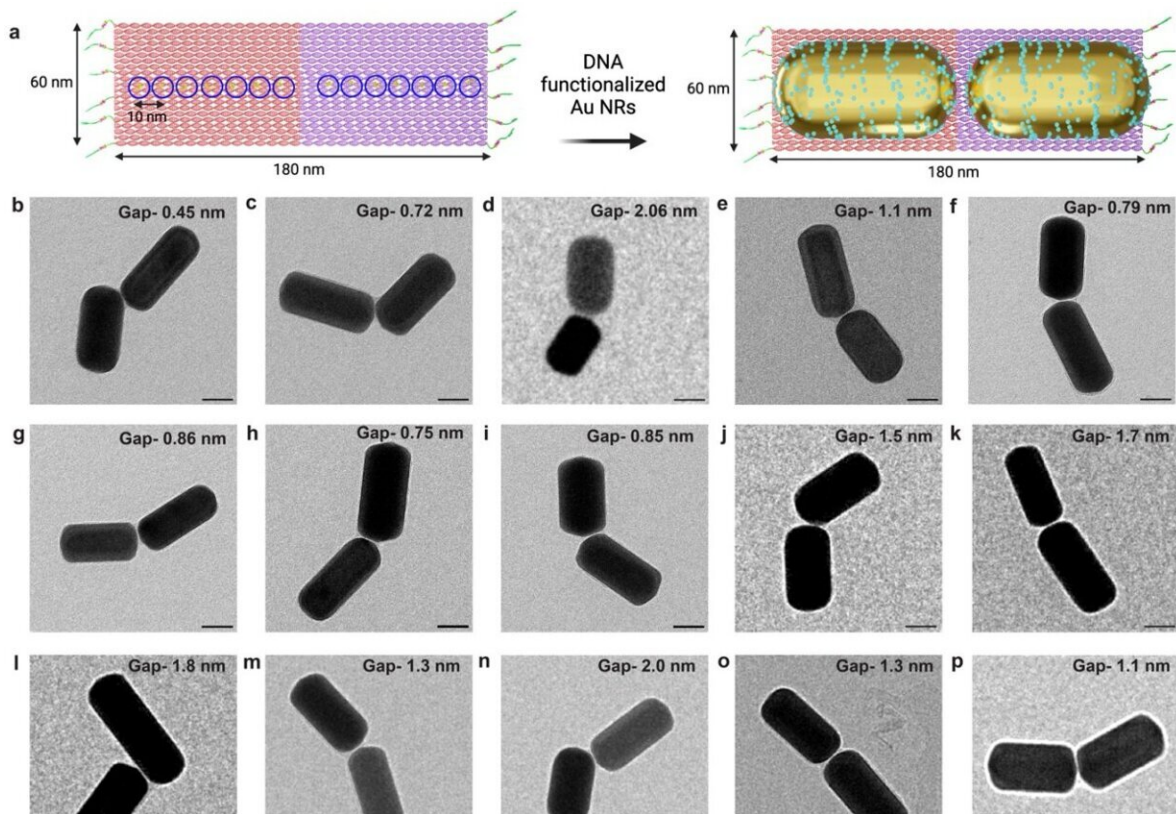 a
60 nm
10 nm
180 nm
DNA
functionalized
Au NRs
60 nm
180 nm
b
Gap- 0.45 nm
c
Gap- 0.72 nm
d
Gap- 2.06 nm
e
Gap- 1.1 nm
f
Gap- 0.79 nm
g
Gap- 0.86 nm
h
Gap- 0.75 nm
i
Gap- 0.85 nm
j
Gap- 1.5 nm
k
Gap- 1.7 nm
l
Gap- 1.8 nm
m
Gap- 1.3 nm
n
Gap- 2.0 nm
o
Gap- 1.3 nm
p
Gap- 1.1 nm